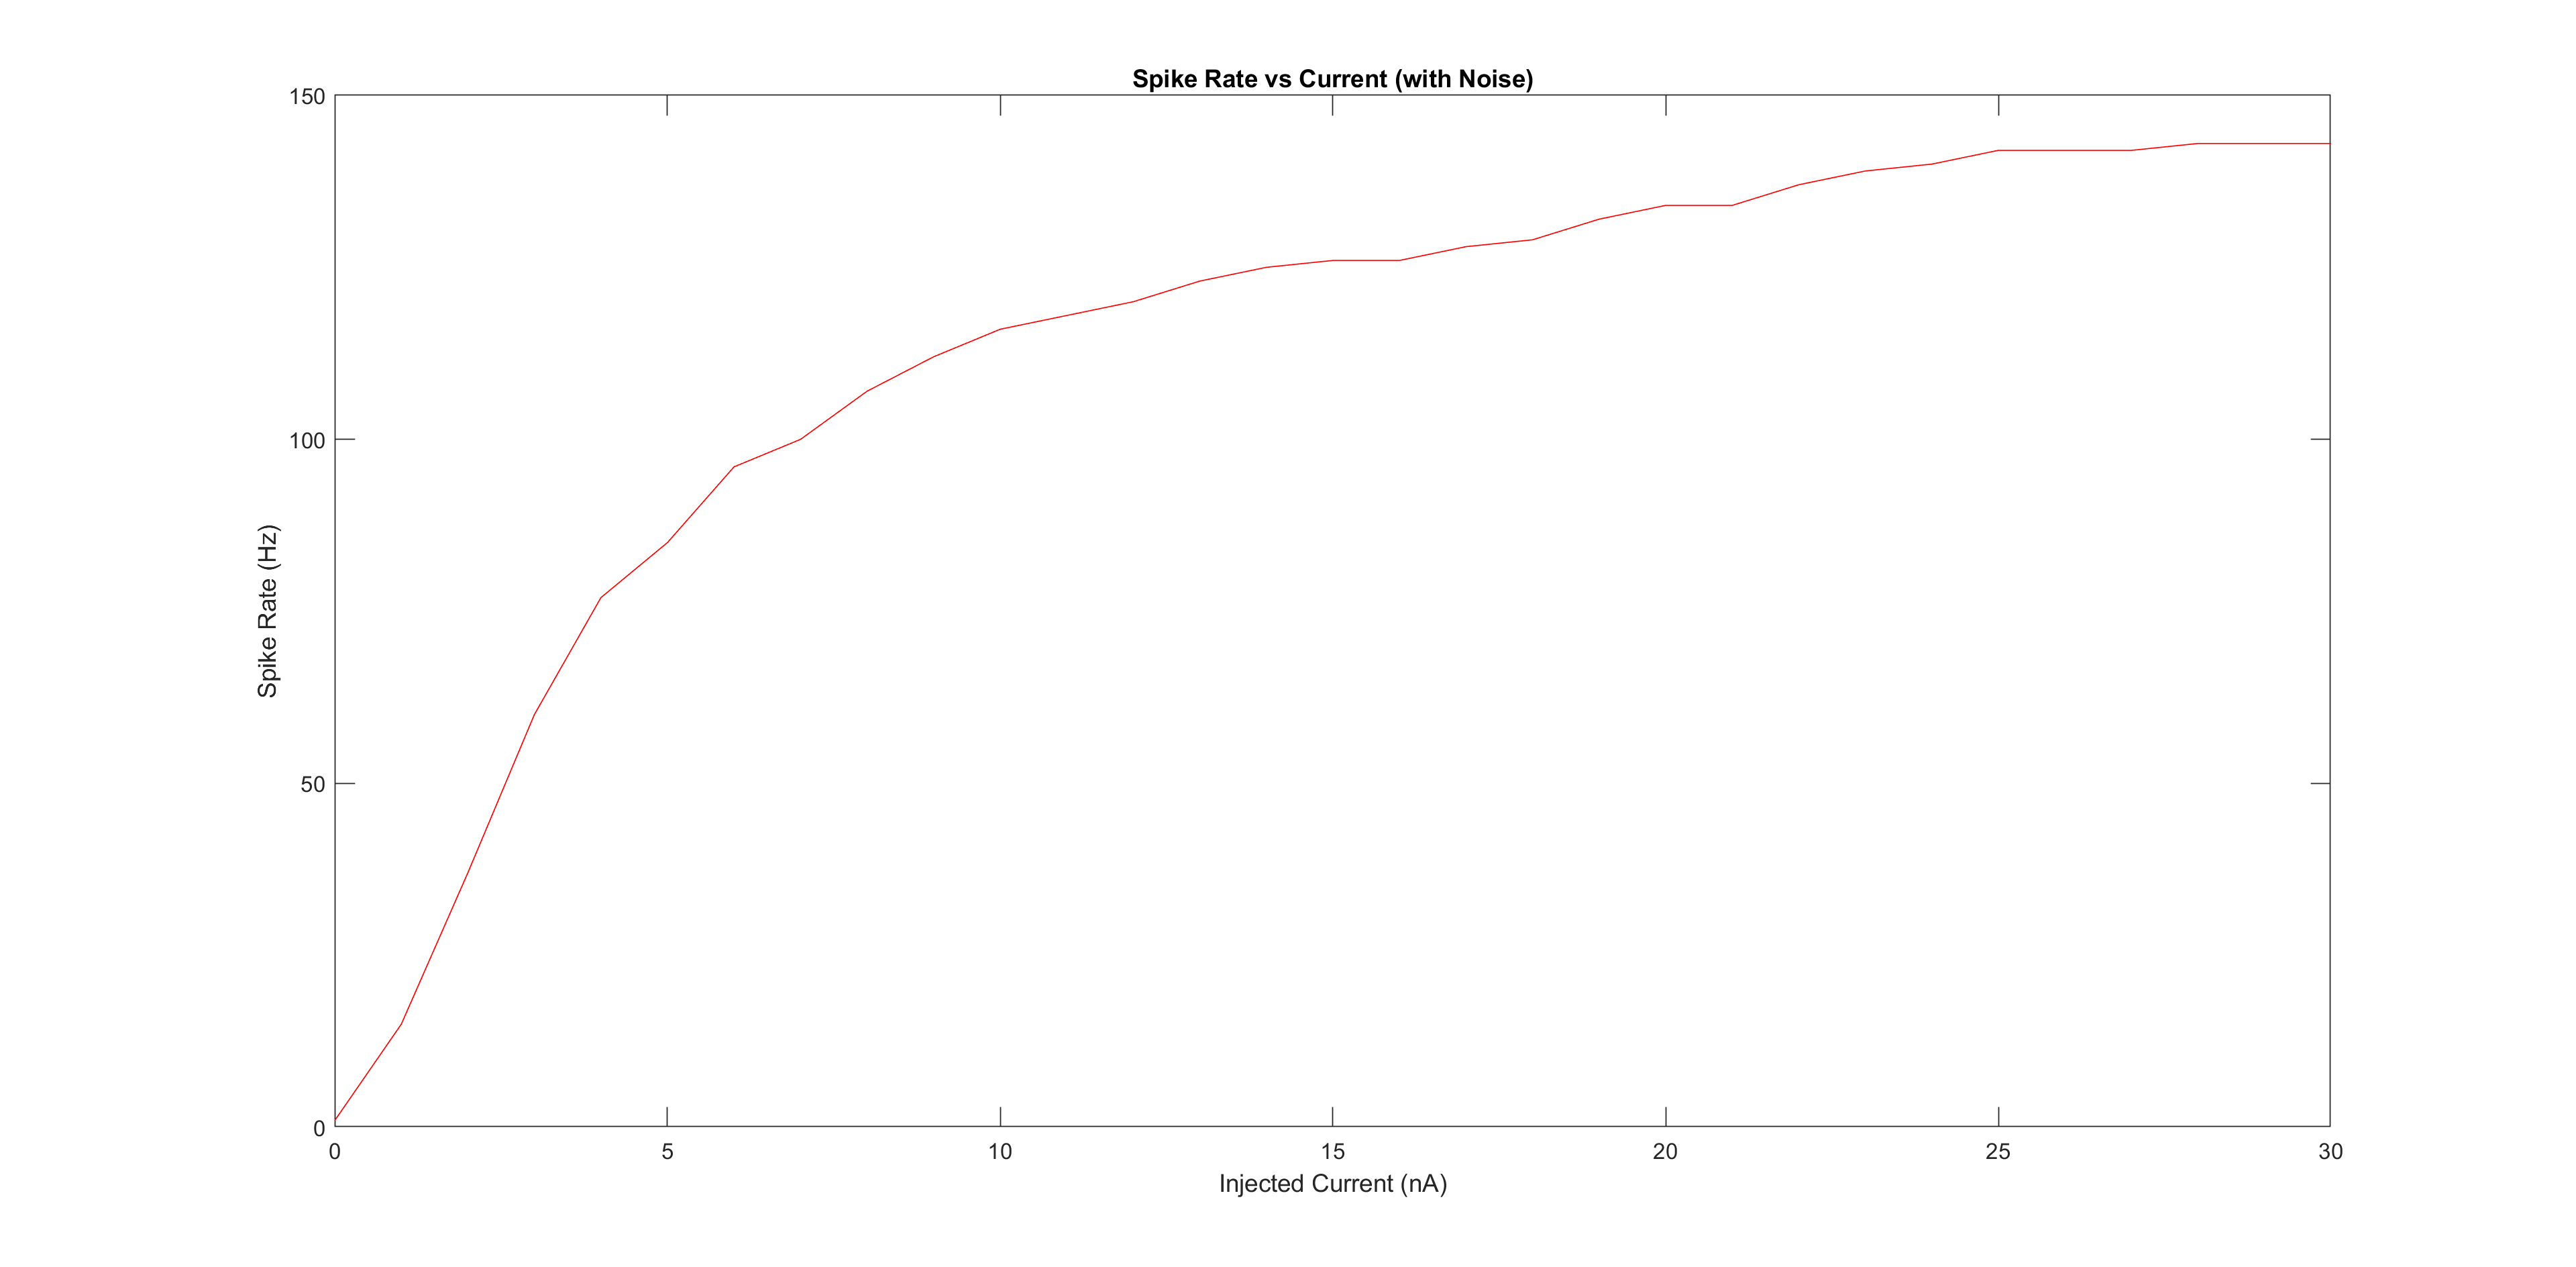 Spike Rate vs Current (with Noise)
150
100
50
0
Spike Rate (Hz)
0 5 10 15 20 25 30
Injected Current (nA)